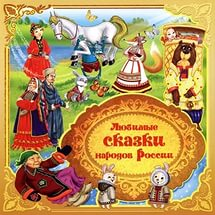 Любимые
сказки
народов России